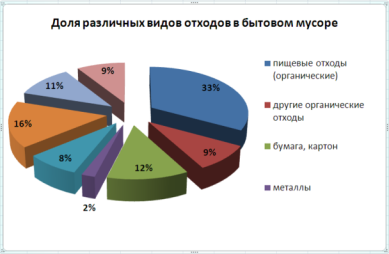 Доля различных видов отходов в бытовом мусоре
9%
11%
33%
16%
8%
2%
12%
9%
пищевые отходы
(органические)
другие органические
отходы
бумага, картон
металлы